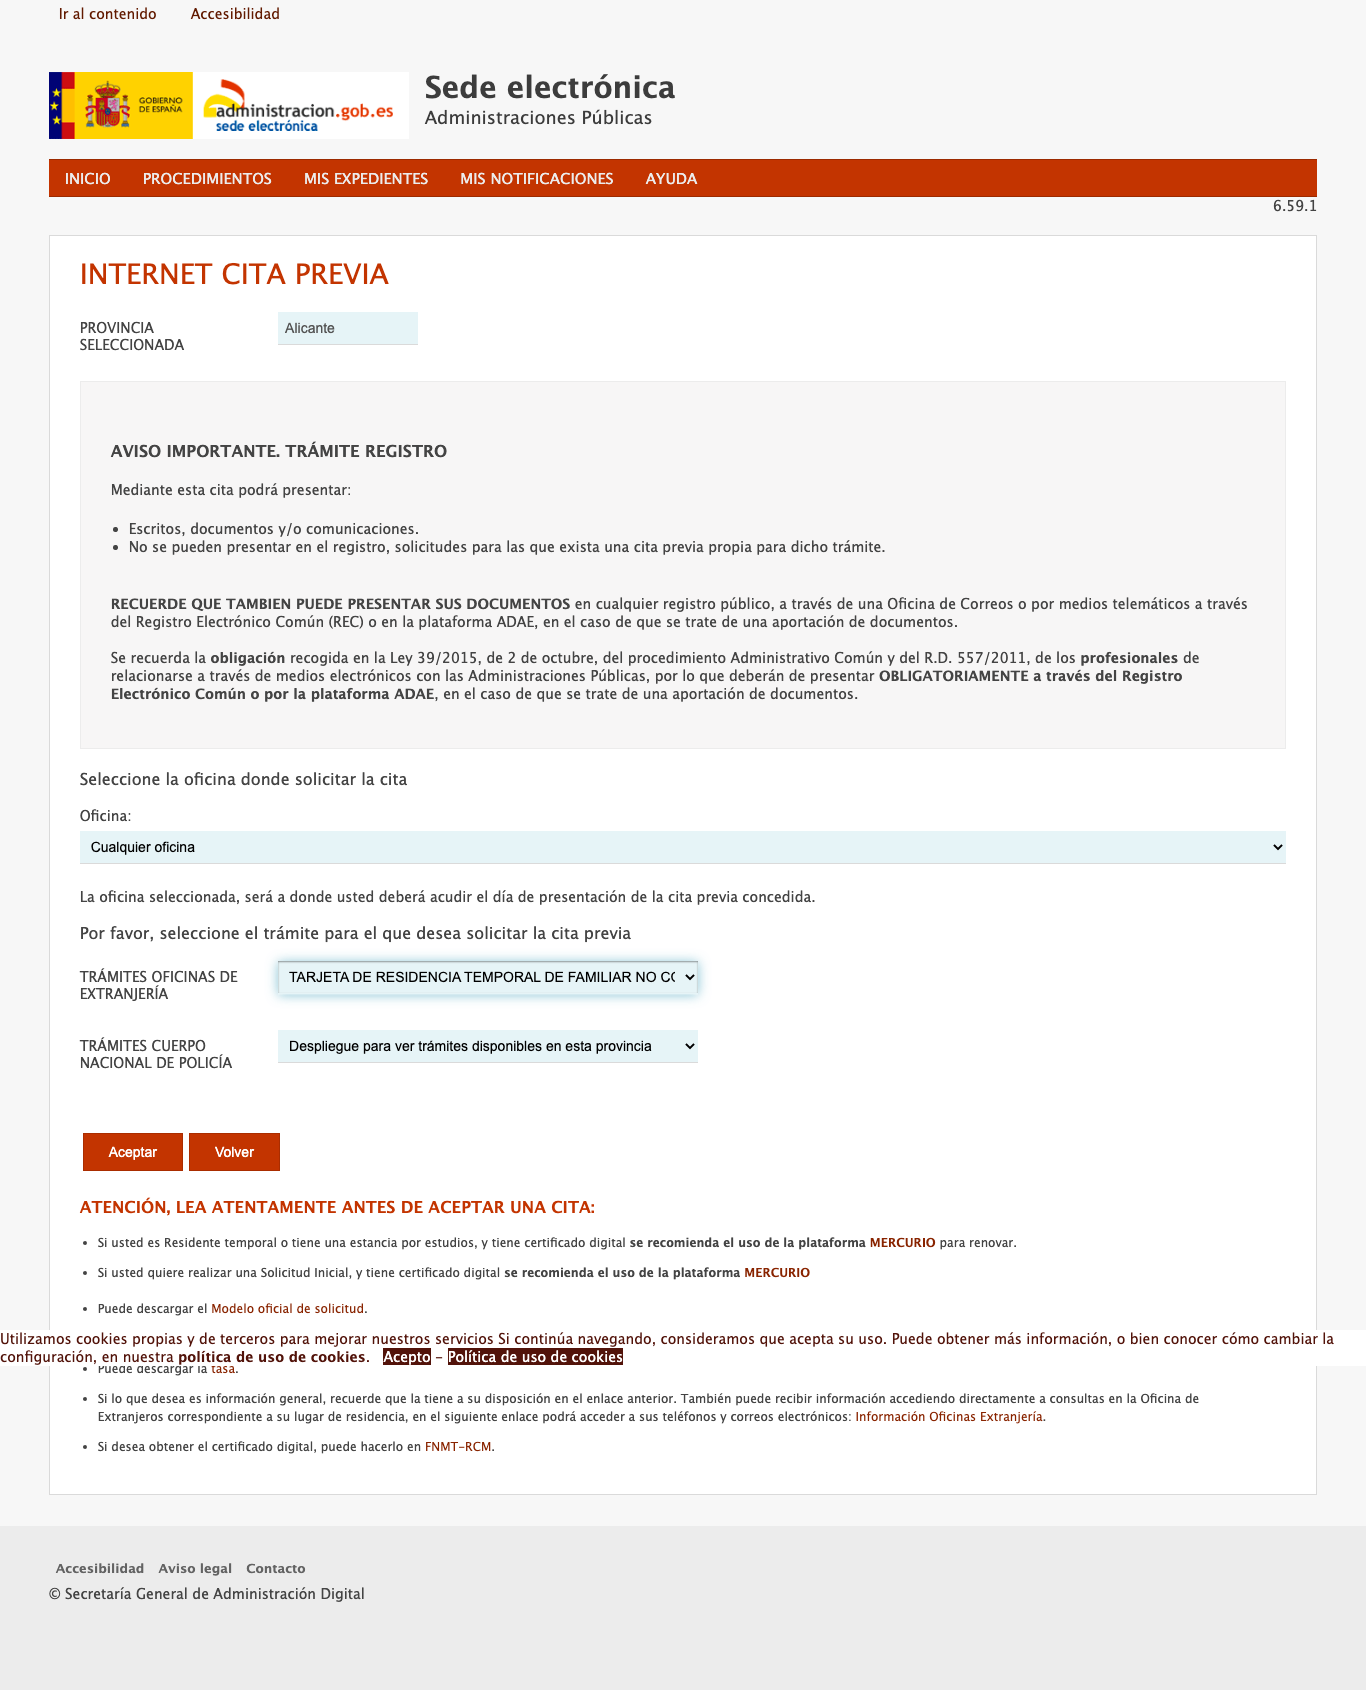 Ir al contenido Accesibilidad
GOBIERNO
DE ESPAÑA
administracion.gob.es
sede electrónica
Sede electrónica
Administraciones Públicas
INICIO PROCEDIMIENTOS MIS EXPEDIENTES MIS NOTIFICACIONES AYUDA
6.59.1
INTERNET CITA PREVIA
PROVINCIA
SELECCIONADA
Alicante
AVISO IMPORTANTE. TRÁMITE REGISTRO
Mediante esta cita podrá presentar:
• Escritos, documentos y/o comunicaciones.
• No se pueden presentar en el registro, solicitudes para las que exista una cita previa propia para dicho trámite.
RECUERDE QUE TAMBIEN PUEDE PRESENTAR SUS DOCUMENTOS en cualquier registro público, a través de una Oficina de Correos o por medios telemáticos a través
del Registro Electrónico Común (REC) o en la plataforma ADAE, en el caso de que se trate de una aportación de documentos.
Se recuerda la obligación recogida en la Ley 39/2015, de 2 de octubre, del procedimiento Administrativo Común y del R.D. 557/2011, de los profesionales de
relacionarse a través de medios electrónicos con las Administraciones Públicas, por lo que deberán de presentar OBLIGATORIAMENTE a través del Registro
Electrónico Común o por la plataforma ADAE, en el caso de que se trate de una aportación de documentos.
Seleccione la oficina donde solicitar la cita
Oficina:
Cualquier oficina
La oficina seleccionada, será a donde usted deberá acudir el día de presentación de la cita previa concedida.
Por favor, seleccione el trámite para el que desea solicitar la cita previa
TRÁMITES OFICINAS DE
EXTRANJERÍA
TARJETA DE RESIDENCIA TEMPORAL DE FAMILIAR NO CO
TRÁMITES CUERPO
NACIONAL DE POLICÍA
Despliegue para ver trámites disponibles en esta provincia
Aceptar Volver
ATENCIÓN, LEA ATENTAMENTE ANTES DE ACEPTAR UNA CITA:
• Si usted es Residente temporal o tiene una estancia por estudios, y tiene certificado digital se recomienda el uso de la plataforma MERCURIO para renovar.
• Si usted quiere realizar una Solicitud Inicial, y tiene certificado digital se recomienda el uso de la plataforma MERCURIO
• Puede descargar el Modelo oficial de solicitud.
Utilizamos cookies propias y de terceros para mejorar nuestros servicios Si continúa navegando, consideramos que acepta su uso. Puede obtener más información, o bien conocer cómo cambiar la
configuración, en nuestra política de uso de cookies. Acepto - Política de uso de cookies
• Puede descargar la tasa.
• Si lo que desea es información general, recuerde que la tiene a su disposición en el enlace anterior. También puede recibir información accediendo directamente a consultas en la Oficina de
Extranjeros correspondiente a su lugar de residencia, en el siguiente enlace podrá acceder a sus teléfonos y correos electrónicos: Información Oficinas Extranjería.
• Si desea obtener el certificado digital, puede hacerlo en FNMT-RCM.
Accesibilidad Aviso legal Contacto
© Secretaría General de Administración Digital